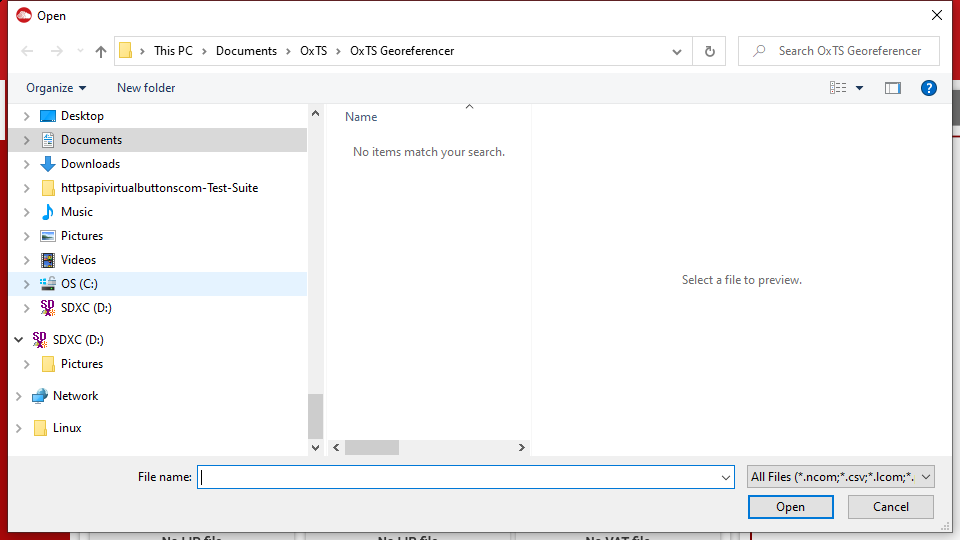 Open
This PC > Documents > OxTS > OxTS Georeferencer
Search OxTS Georeferencer
Organize
New folder
Desktop
Documents
Downloads
httpsapivirtualbuttonscom-Test-Suite
Music
Pictures
Videos
OS (C:)
SDXC (D:)
SDXC (D:)
Pictures
Network
Linux
Name
No items match your search.
Select a file to preview.
File name:
All Files (*.ncom;*.csv;*.lcom;*.
Open
Cancel